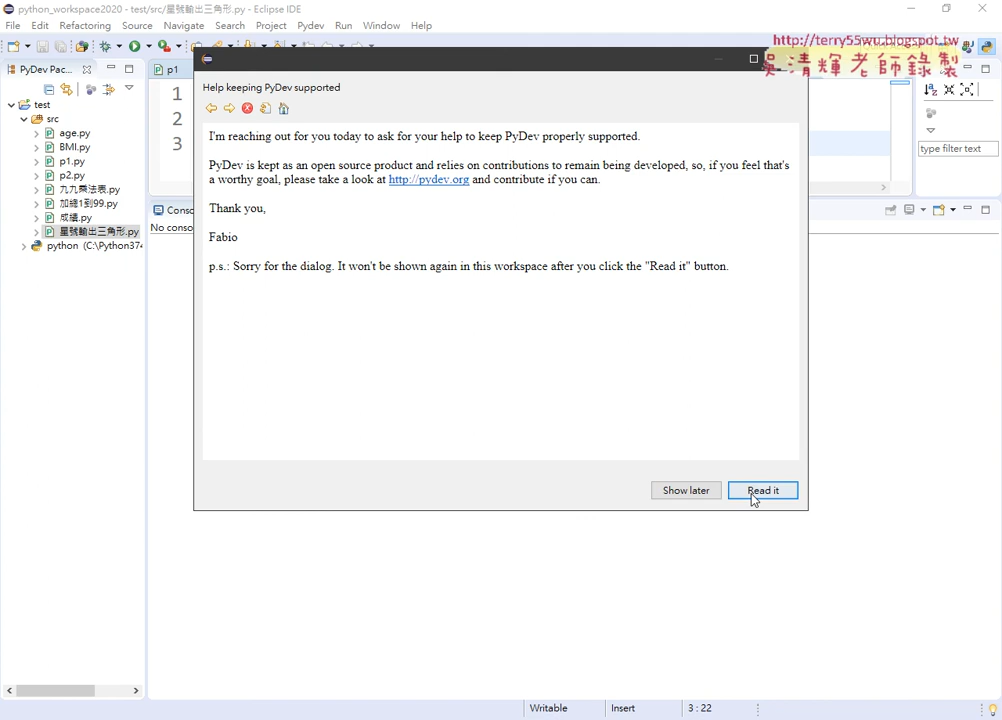 python_workspace2020 - test/src/星號輸出三角形.py - Eclipse IDE
File Edit Refactoring Source Navigate Search Project Pydev Run Window Help
http://terry55wu.blogspot.tw
吳清輝老師錄製
PyDev Pac...
p1
Help keeping PyDev supported
test
src
age.py
BMI.py
p1.py
p2.py
九九乘法表.py
加總1到99.py
成績.py
星號輸出三角形.py
python (C:\Python374
1
2
3
I'm reaching out for you today to ask for your help to keep PyDev properly supported.
PyDev is kept as an open source product and relies on contributions to remain being developed, so, if you feel that's
a worthy goal, please take a look at http://pydev.org and contribute if you can.
Thank you,
Fabio
p.s.: Sorry for the dialog. It won't be shown again in this workspace after you click the "Read it" button.
Show later
Read it
type filter text
Conso
No conso
Writable
Insert
3 : 22